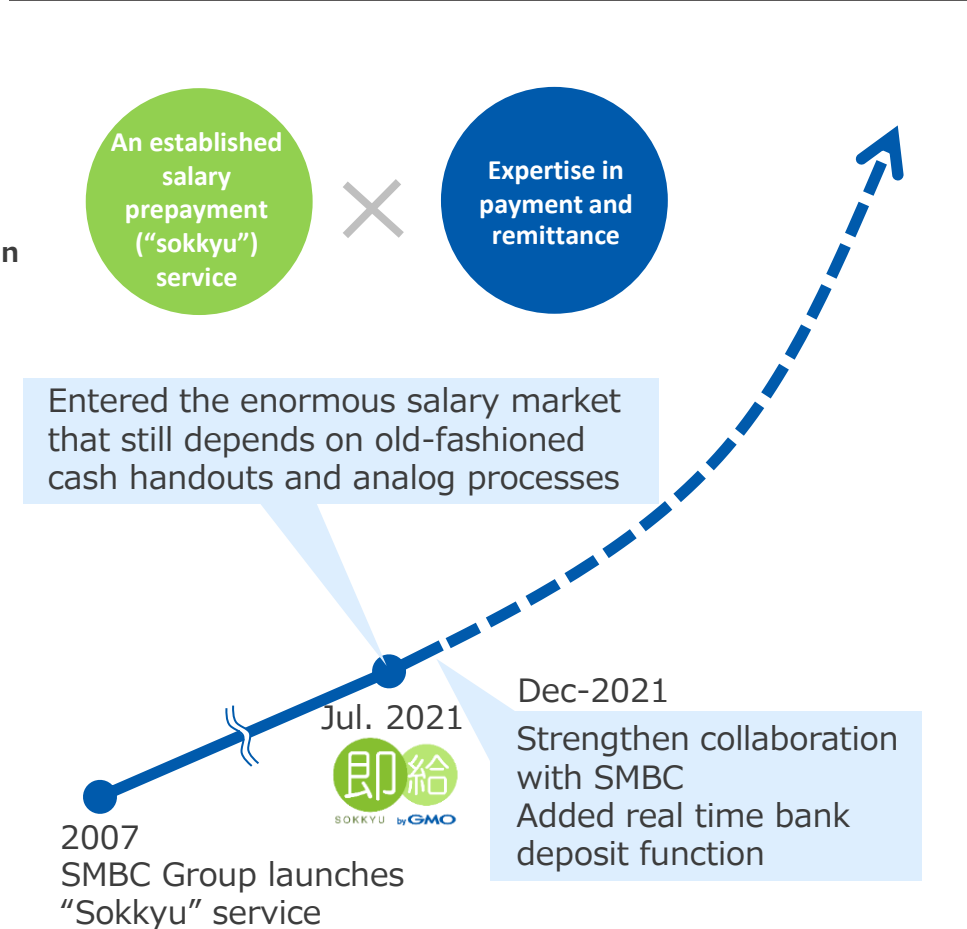 An established
salary
prepayment
(“sokkyu”)
service
Expertise in
payment and
remittance
n
Entered the enormous salary market
that still depends on old-fashioned
cash handouts and analog processes
Jul. 2021
即給
SOKKYU by GMO
Dec-2021
Strengthen collaboration
with SMBC
Added real time bank
deposit function
2007
SMBC Group launches
“Sokkyu” service